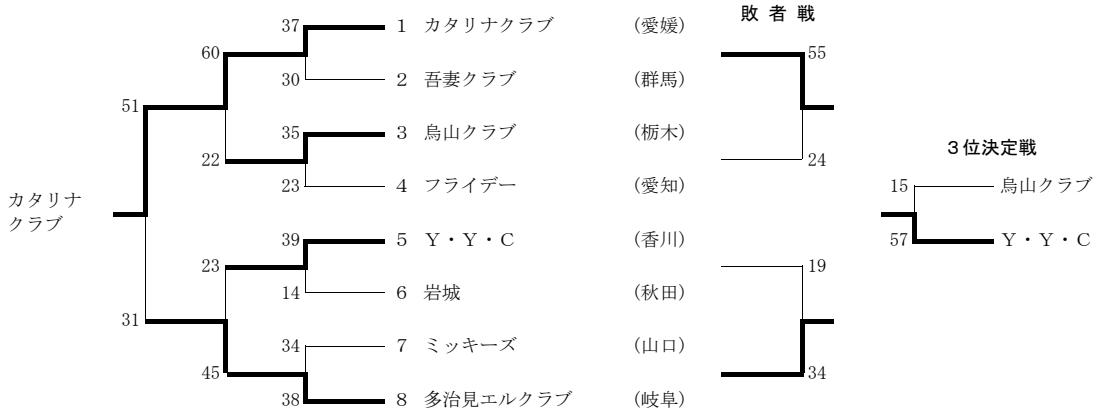 敗 者 戦
37 1 カタリナクラブ (愛媛)
60 55
30 2 吾妻クラブ (群馬)
51
35 3 烏山クラブ (栃木)
3位決定戦
22 24
23 4 フライデー (愛知) 15 烏山クラブ
カタリナ
クラブ
39 5 Y・Y・C (香川) 57 Y・Y・C
23 19
14 6 岩城 (秋田)
31
34 7 ミッキーズ (山口)
45 34
38 8 多治見エルクラブ (岐阜)